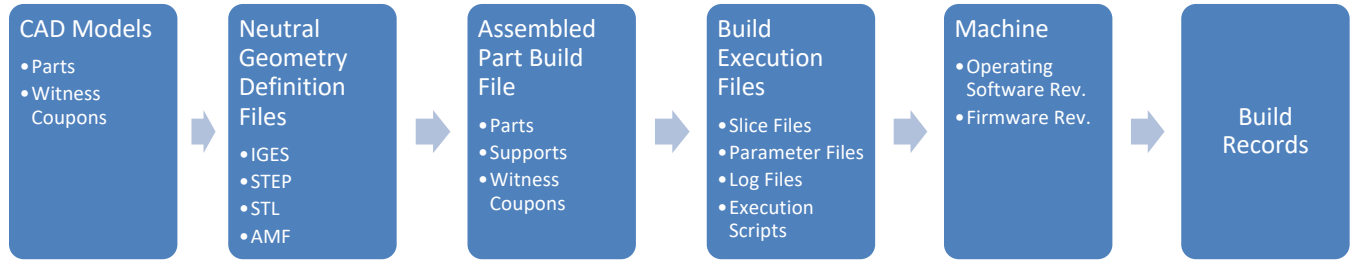 CAD Models
•Parts
•Witness
Coupons
Neutral
Geometry
Definition
Files
•IGES
•STEP
•STL
•AMF
Assembled
Part Build
File
•Parts
•Supports
•Witness
Coupons
Build
Execution
Files
•Slice Files
•Parameter Files
•Log Files
•Execution
Scripts
Machine
•Operating
Software Rev.
•Firmware Rev.
Build
Records